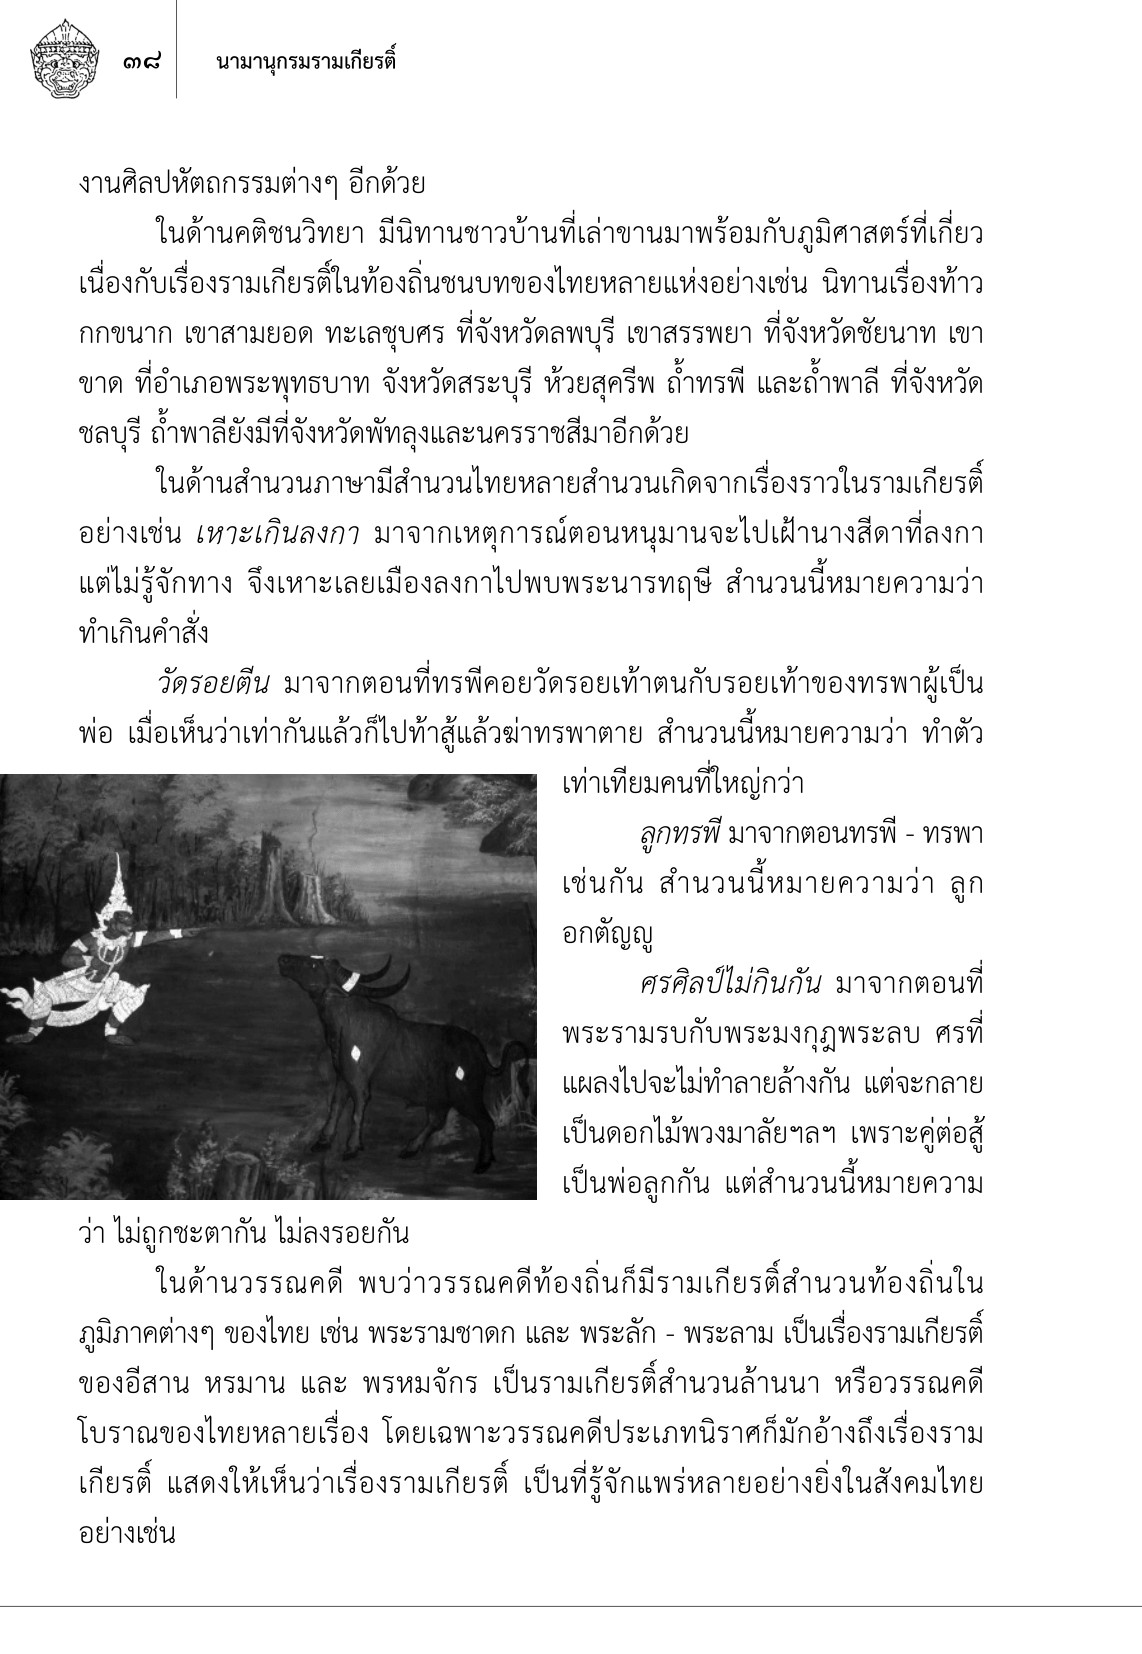 ๓๘
นามานุกรมรามเกียรติ์
งานศิลปหัตถกรรมต่างๆ อีกด้วย
ในด้านคติชนวิทยา มีนิทานชาวบ้านที่เล่าขานมาพร้อมกับภูมิศาสตร์ที่เกี่ยว
เนื่องกับเรื่องรามเกียรติ์ในท้องถิ่นชนบทของไทยหลายแห่งอย่างเช่น นิทานเรื่องท้าว
กกขนาก เขาสามยอด ทะเลชุบศร ที่จังหวัดลพบุรี เขาสรรพยา ที่จังหวัดชัยนาท เขา
ขาด ที่อำเภอพระพุทธบาท จังหวัดสระบุรี ห้วยสุครีพ ถ้ำทรพี และถ้ำพาลี ที่จังหวัด
ชลบุรี ถ้ำพาลียังมีที่จังหวัดพัทลุงและนครราชสีมาอีกด้วย
ในด้านสำนวนภาษามีสำนวนไทยหลายสำนวนเกิดจากเรื่องราวในรามเกียรติ์
อย่างเช่น เหาะเกินลงกา มาจากเหตุการณ์ตอนหนุมานจะไปเฝ้านางสีดาที่ลงกา
แต่ไม่รู้จักทาง จึงเหาะเลยเมืองลงกาไปพบพระนารทฤษี สำนวนนี้หมายความว่า
ทำเกินคำสั่ง
วัดรอยตีน มาจากตอนที่ทรพีคอยวัดรอยเท้าตนกับรอยเท้าของทรพาผู้เป็น
พ่อ เมื่อเห็นว่าเท่ากันแล้วก็ไปท้าสู้แล้วฆ่าทรพาตาย สำนวนนี้หมายความว่า ทำตัว
เท่าเทียมคนที่ใหญ่กว่า
ลูกทรพี มาจากตอนทรพี - ทรพา
เช่นกัน สำนวนนี้หมายความว่า ลูก
อกตัญญู
ศรศิลป์ไม่กินกัน มาจากตอนที่
พระรามรบกับพระมงกุฎพระลบ ศรที่
แผลงไปจะไม่ทำลายล้างกัน แต่จะกลาย
เป็นดอกไม้พวงมาลัยฯลฯ เพราะคู่ต่อสู้
เป็นพ่อลูกกัน แต่สำนวนนี้หมายความ
ว่า ไม่ถูกชะตากัน ไม่ลงรอยกัน
ในด้านวรรณคดี พบว่าวรรณคดีท้องถิ่นก็มีรามเกียรติ์สำนวนท้องถิ่นใน
ภูมิภาคต่างๆ ของไทย เช่น พระรามชาดก และ พระลัก - พระลาม เป็นเรื่องรามเกียรติ์
ของอีสาน หรมาน และ พรหมจักร เป็นรามเกียรติ์สำนวนล้านนา หรือวรรณคดี
โบราณของไทยหลายเรื่อง โดยเฉพาะวรรณคดีประเภทนิราศก็มักอ้างถึงเรื่องราม
เกียรติ์ แสดงให้เห็นว่าเรื่องรามเกียรติ์ เป็นที่รู้จักแพร่หลายอย่างยิ่งในสังคมไทย
อย่างเช่น